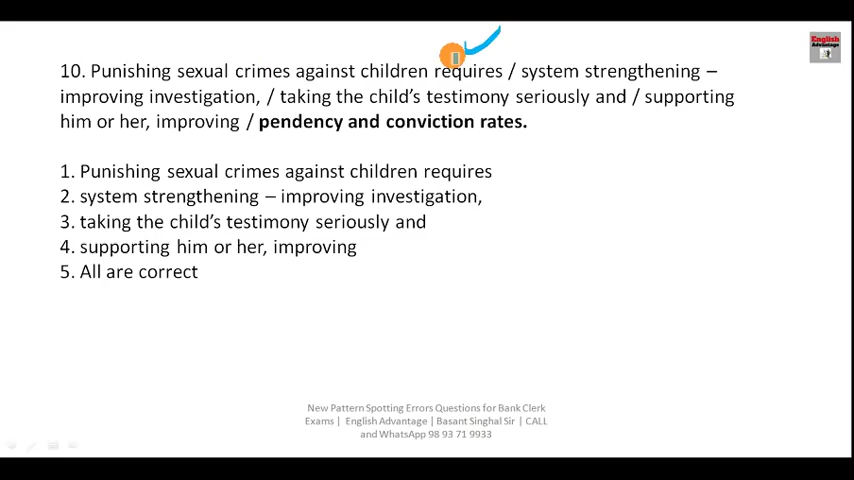 English
Advantage
10. Punishing sexual crimes against children requires / system strengthening –
improving investigation, / taking the child's testimony seriously and / supporting
him or her, improving / pendency and conviction rates.
1. Punishing sexual crimes against children requires
2. system strengthening – improving investigation,
3. taking the child's testimony seriously and
4. supporting him or her, improving
5. All are correct
New Pattern Spotting Errors Questions for Bank Clerk
Exams | English Advantage | Basant Singhal Sir | CALL
and WhatsApp 98 93 71 9933